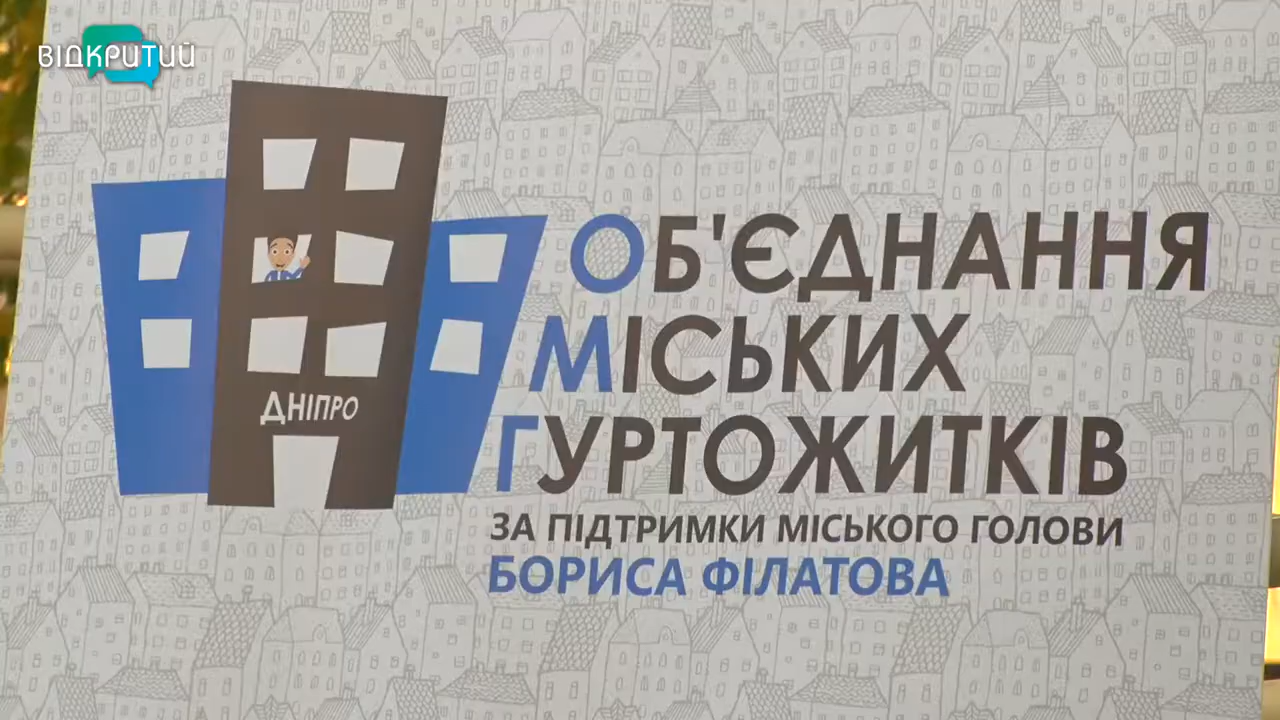 ВІДКРИТИЙ
ОБ'ЄДНАННЯ
МІСЬКИХ
ГУРТОЖИТКІВ
ДНІПРО
ЗА ПІДТРИМКИ МІСЬКОГО ГОЛОВИ
БОРИСА ФІЛАТОВА